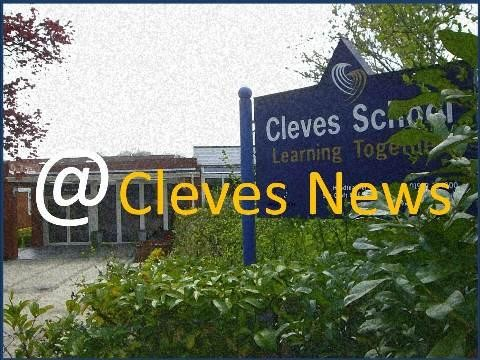 Cleves School
Learning Together
@Cleves News